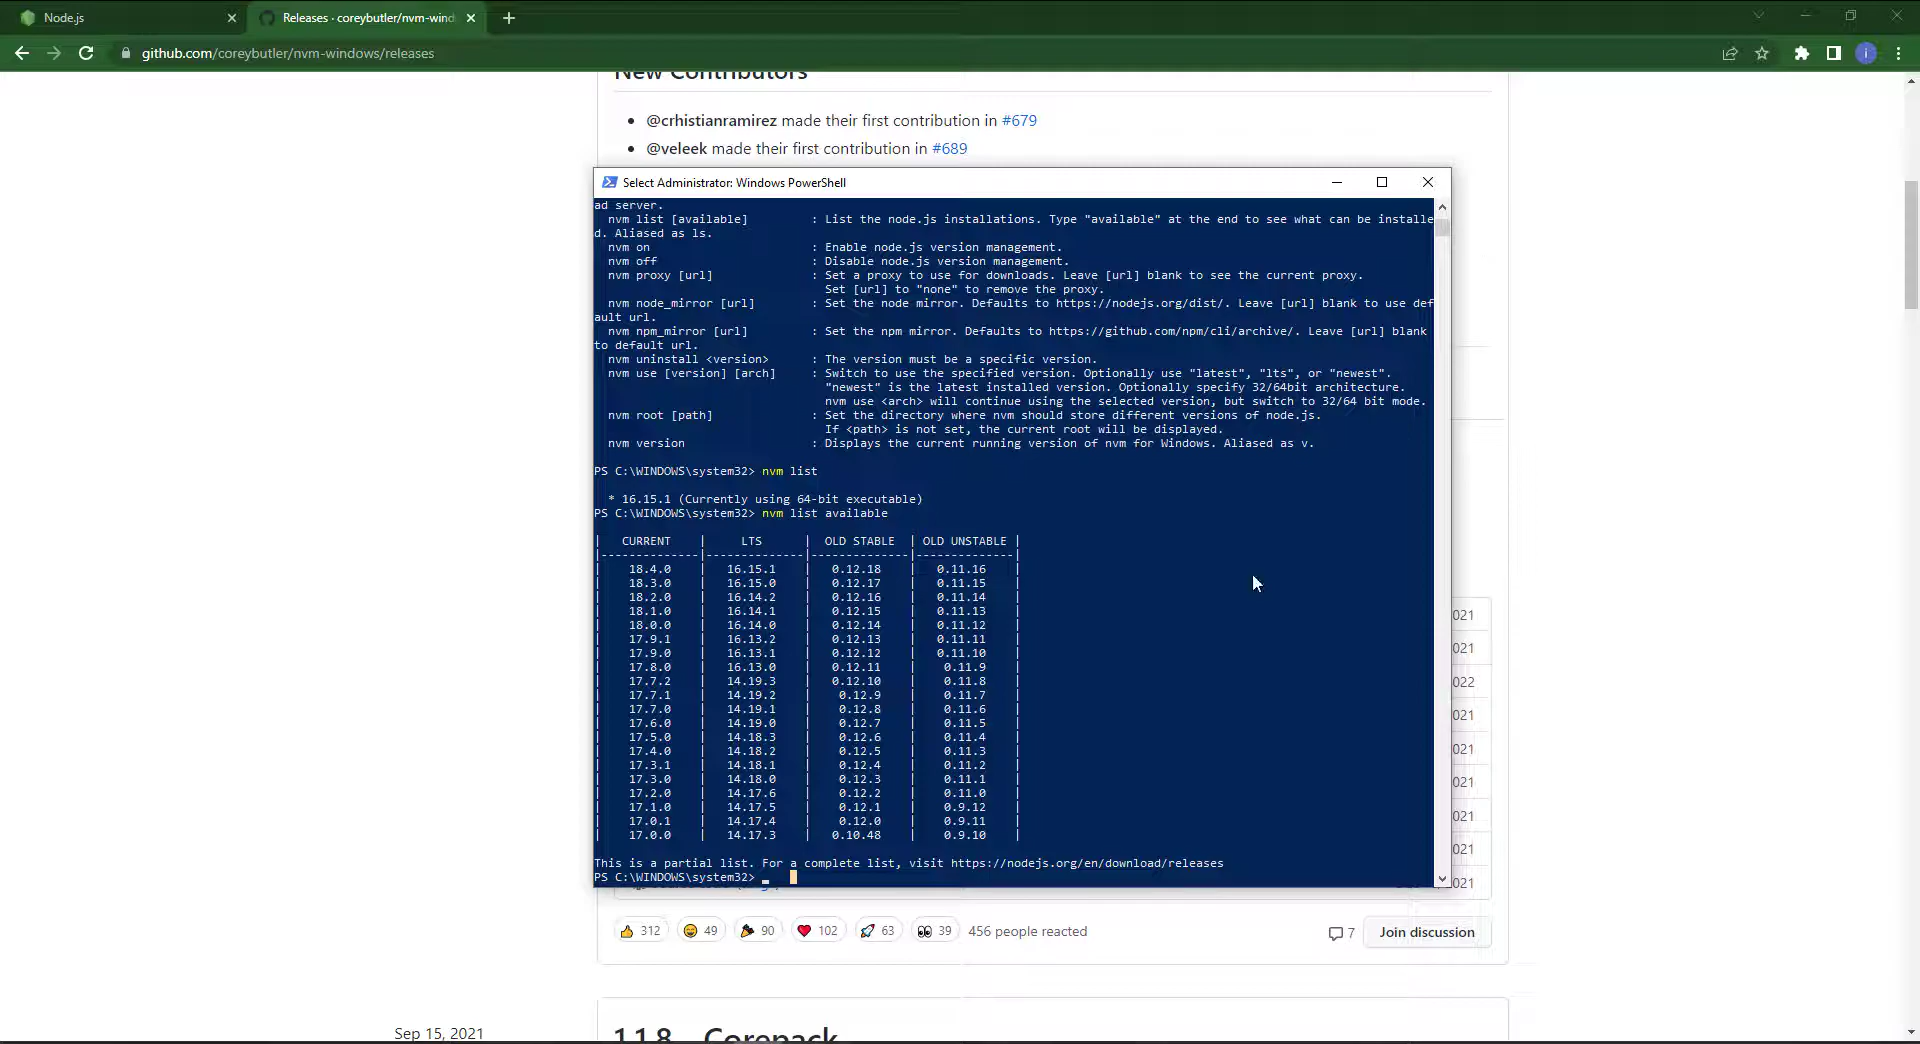 Node.js
Releases · coreybutler/nvm-wind
github.com/coreybutler/nvm-windows/releases
i
New Contributors
@crhistianramirez made their first contribution in #679
@veleek made their first contribution in #689
Select Administrator: Windows PowerShell
ad server.
nvm list [available] : List the node.js installations. Type "available" at the end to see what can be installe
d. Aliased as ls.
nvm on : Enable node.js version management.
nvm off : Disable node.js version management.
nvm proxy [url] : Set a proxy to use for downloads. Leave [url] blank to see the current proxy.
Set [url] to "none" to remove the proxy.
nvm node_mirror [url] : Set the node mirror. Defaults to https://nodejs.org/dist/. Leave [url] blank to use def
ault url.
nvm npm_mirror [url] : Set the npm mirror. Defaults to https://github.com/npm/cli/archive/. Leave [url] blank
to default url.
nvm uninstall <version> : The version must be a specific version.
nvm use [version] [arch] : Switch to use the specified version. Optionally use "latest", "lts", or "newest".
"newest" is the latest installed version. Optionally specify 32/64bit architecture.
nvm use <arch> will continue using the selected version, but switch to 32/64 bit mode.
nvm root [path] : Set the directory where nvm should store different versions of node.js.
If <path> is not set, the current root will be displayed.
nvm version : Displays the current running version of nvm for Windows. Aliased as v.
PS C:\WINDOWS\system32> nvm list
* 16.15.1 (Currently using 64-bit executable)
PS C:\WINDOWS\system32> nvm list available
| CURRENT | LTS | OLD STABLE | OLD UNSTABLE |
|--------------|--------------|--------------|--------------|
| 18.4.0 | 16.15.1 | 0.12.18 | 0.11.16 |
| 18.3.0 | 16.15.0 | 0.12.17 | 0.11.15 |
| 18.2.0 | 16.14.2 | 0.12.16 | 0.11.14 |
| 18.1.0 | 16.14.1 | 0.12.15 | 0.11.13 |
| 18.0.0 | 16.14.0 | 0.12.14 | 0.11.12 |
| 17.9.1 | 16.13.2 | 0.12.13 | 0.11.11 |
| 17.9.0 | 16.13.1 | 0.12.12 | 0.11.10 |
| 17.8.0 | 16.13.0 | 0.12.11 | 0.11.9 |
| 17.7.2 | 14.19.3 | 0.12.10 | 0.11.8 |
| 17.7.1 | 14.19.2 | 0.12.9 | 0.11.7 |
| 17.7.0 | 14.19.1 | 0.12.8 | 0.11.6 |
| 17.6.0 | 14.19.0 | 0.12.7 | 0.11.5 |
| 17.5.0 | 14.18.3 | 0.12.6 | 0.11.4 |
| 17.4.0 | 14.18.2 | 0.12.5 | 0.11.3 |
| 17.3.1 | 14.18.1 | 0.12.4 | 0.11.2 |
| 17.3.0 | 14.18.0 | 0.12.3 | 0.11.1 |
| 17.2.0 | 14.17.6 | 0.12.2 | 0.11.0 |
| 17.1.0 | 14.17.5 | 0.12.1 | 0.9.12 |
| 17.0.1 | 14.17.4 | 0.12.0 | 0.9.11 |
| 17.0.0 | 14.17.3 | 0.10.48 | 0.9.10 |
This is a partial list. For a complete list, visit https://nodejs.org/en/download/releases
PS C:\WINDOWS\system32>
021
021
022
021
021
021
021
021
021
312 49 90 102 63 39 456 people reacted
7 Join discussion
Sep 15, 2021
1.1.8 Corepack